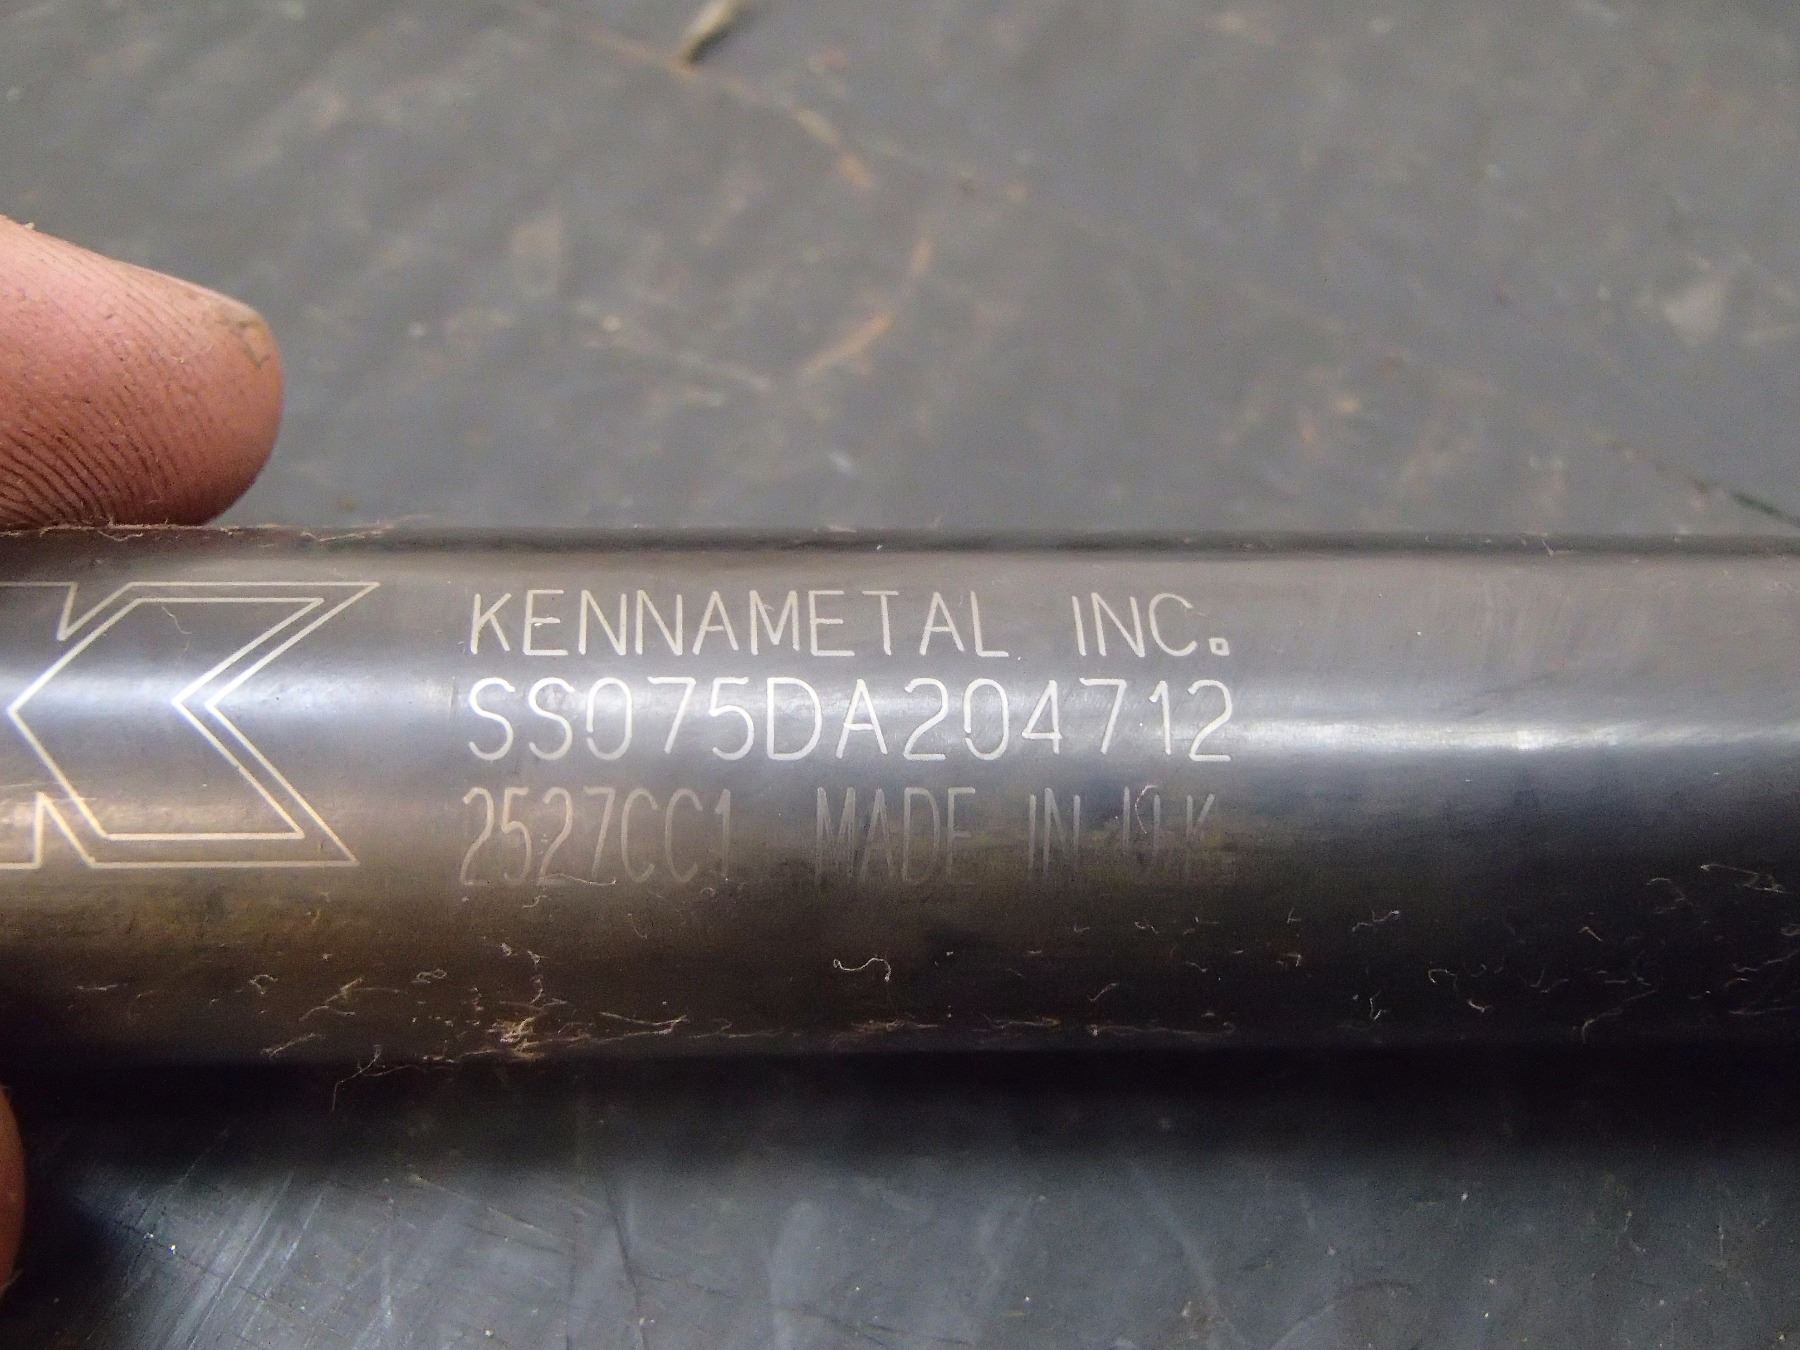 KENNAMETAL INC.
SS075DA204712
2527CC1 MADE IN U.K